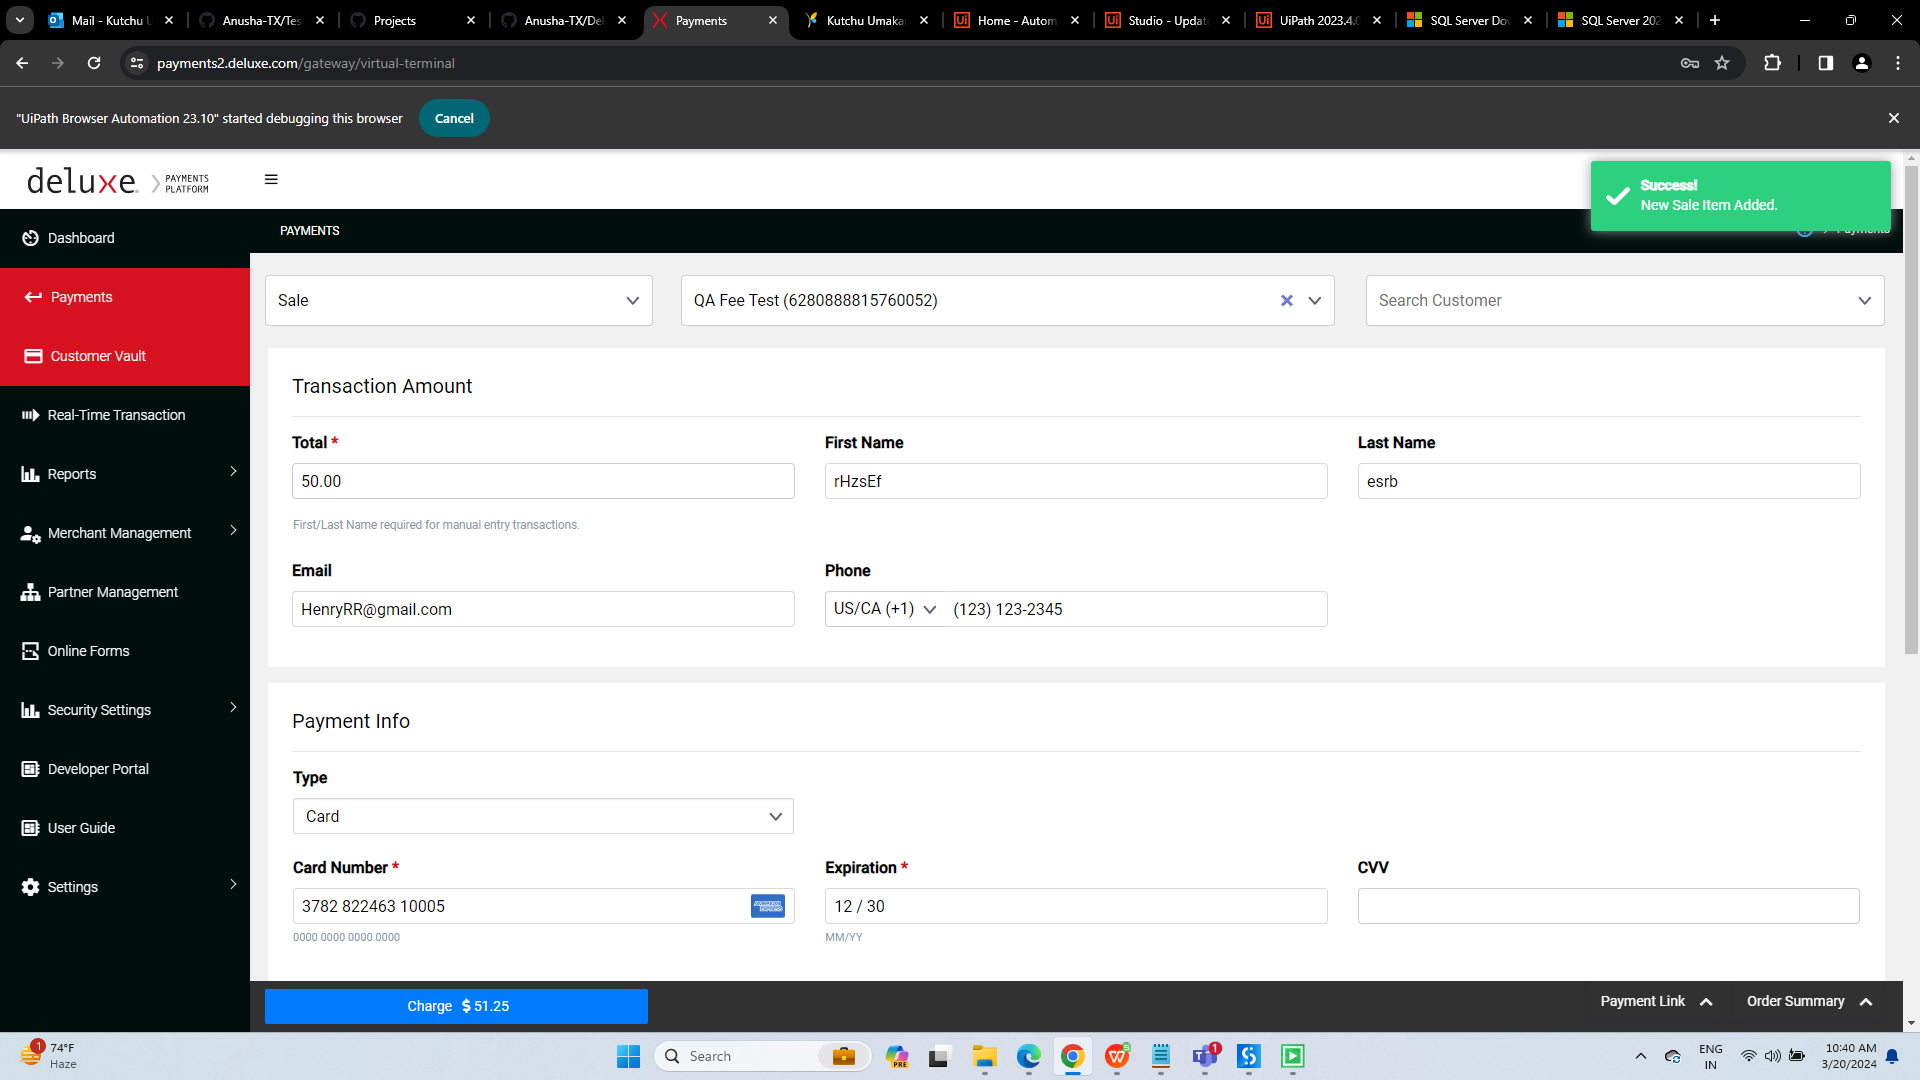 Mail - Kutchu U
Anusha-TX/Tes
Projects
Anusha-TX/Del
Payments
Kutchu Umakan
Home - Autom
Studio - Updat
UiPath 2023.4.0
SQL Server Do
SQL Server 202
payments2.deluxe.com/gateway/virtual-terminal
"UiPath Browser Automation 23.10" started debugging this browser
Cancel
deluxe.
PAYMENTS
PLATFORM
Success!
New Sale Item Added.
Dashboard
PAYMENTS
Payments
Payments
Sale
QA Fee Test (6280888815760052)
Search Customer
Customer Vault
Transaction Amount
Real-Time Transaction
Total *
First Name
Last Name
Reports
50.00
rHzsEf
esrb
First/Last Name required for manual entry transactions.
Merchant Management
Email
Phone
Partner Management
HenryRR@gmail.com
US/CA (+1)
(123) 123-2345
Online Forms
Security Settings
Payment Info
Developer Portal
Type
Card
User Guide
Card Number *
Expiration *
CVV
Settings
3782 822463 10005
12 / 30
0000 0000 0000 0000
MM/YY
Charge $ 51.25
Payment Link
Order Summary
1
74°F
Haze
Search
PRE
1
ENG
IN
10:40 AM
3/20/2024